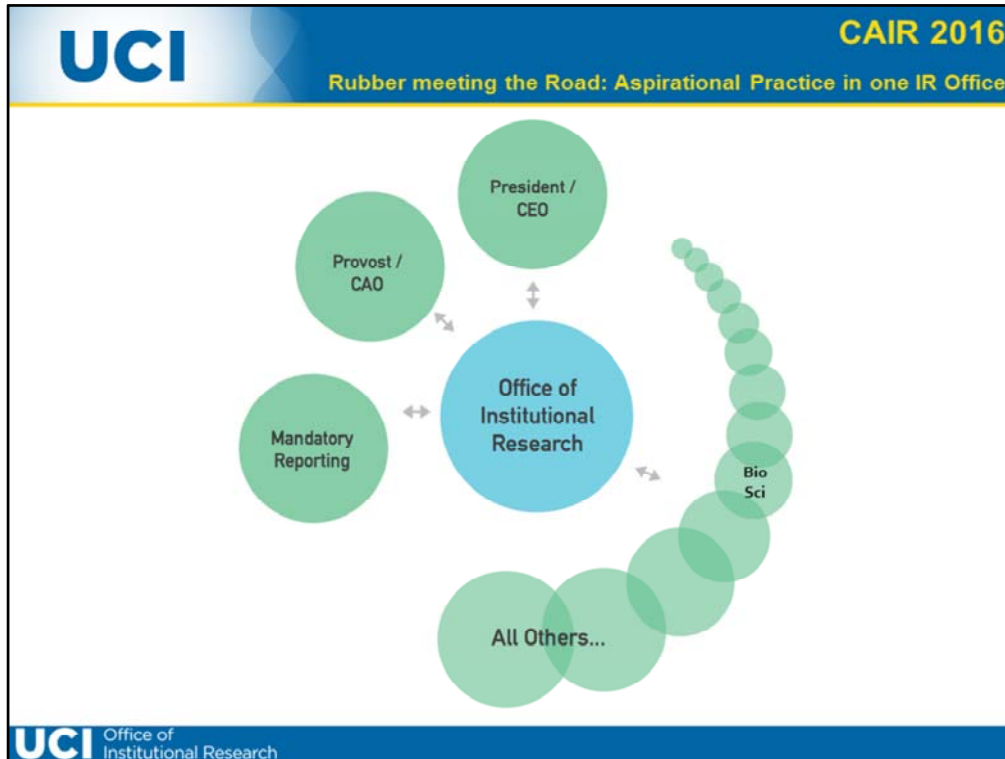 UCI
CAIR 2016
Rubber meeting the Road: Aspirational Practice in one IR Office
President /
CEO
Provost /
CAO
Office of
Institutional
Research
Mandatory
Reporting
Bio
Sci
All Others...
UCI
Office of
Institutional Research